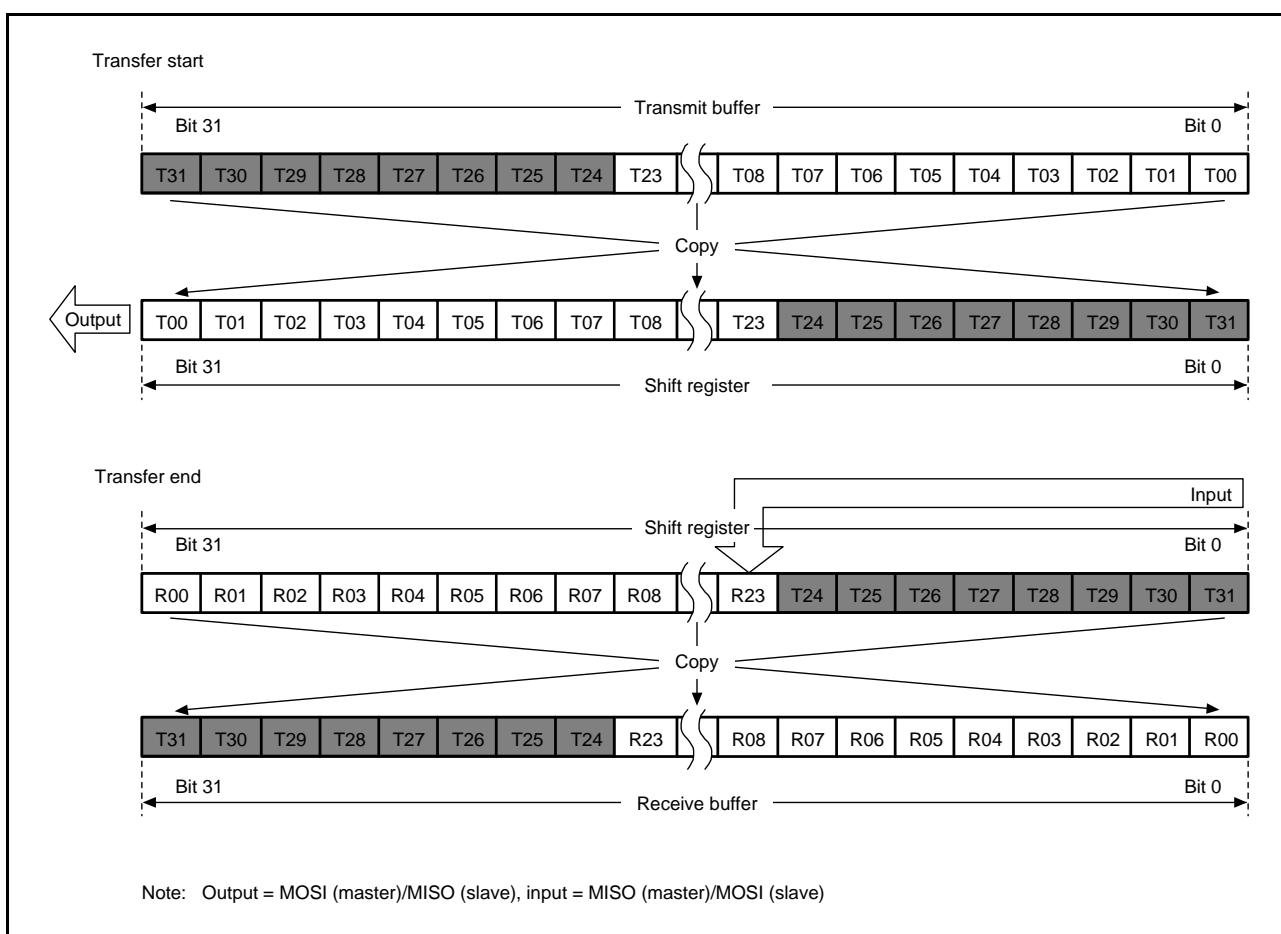 Transfer start
Transmit buffer
Bit 31 Bit 0
T31 T30 T29 T28 T27 T26 T25 T24 T23 T08 T07 T06 T05 T04 T03 T02 T01 T00
Copy
Output T00 T01 T02 T03 T04 T05 T06 T07 T08 T23 T24 T25 T26 T27 T28 T29 T30 T31
Bit 31 Bit 0
Shift register
Transfer end
Input
Shift register
Bit 31 Bit 0
R00 R01 R02 R03 R04 R05 R06 R07 R08 R23 T24 T25 T26 T27 T28 T29 T30 T31
Copy
T31 T30 T29 T28 T27 T26 T25 T24 R23 R08 R07 R06 R05 R04 R03 R02 R01 R00
Bit 31 Bit 0
Receive buffer
Note: Output = MOSI (master)/MISO (slave), input = MISO (master)/MOSI (slave)